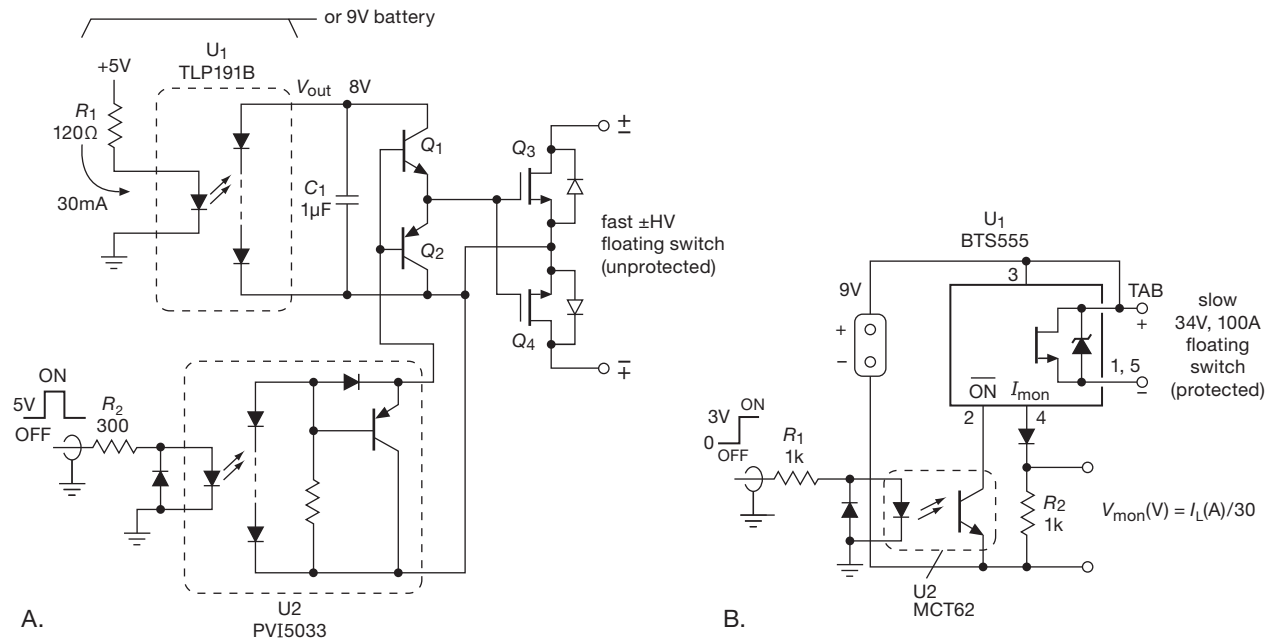 or 9V battery
U1
TLP191B
+5V
R1
120Ω
30mA
Vout 8V
C1
1µF
Q1
Q2
Q3
Q4
±
fast ±HV
floating switch
(unprotected)
∓
ON
5V
OFF
R2
300
U2
PVI5033
A.
U1
BTS555
3
9V
+
−
TAB
+
1, 5
−
slow
34V, 100A
floating
switch
(protected)
ON Imon
2 4
3V ON
0 OFF
R1
1k
R2
1k
Vmon(V) = IL(A)/30
U2
MCT62
B.